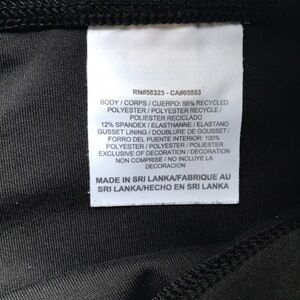 RN#56323 - CA#05553
BODY / CORPS / CUERPO: 88% RECYCLED
POLYESTER / POLYESTER RECYCLE /
POLIESTER RECICLADO
12% SPANDEX / ELASTHANNE / ELASTANO
GUSSET LINING / DOUBLURE DE GOUSSET /
FORRO DEL PUENTE INTERIOR: 100%
POLYESTER / POLYESTER / POLIESTER
EXCLUSIVE OF DECORATION / DECORATION
NON COMPRISE / NO INCLUYE LA
DECORACION
MADE IN SRI LANKA/FABRIQUE AU
SRI LANKA/HECHO EN SRI LANKA